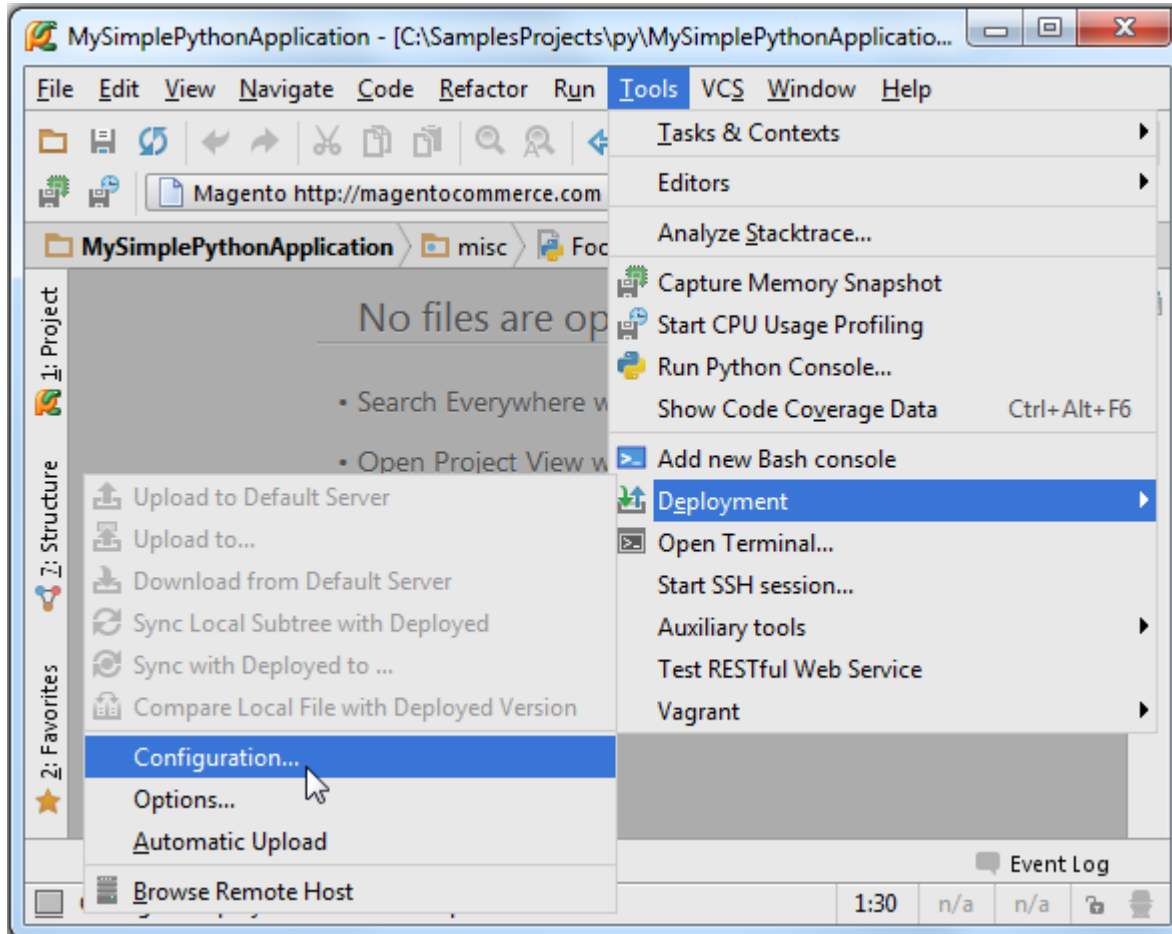 MySimplePythonApplication - [C:\SamplesProjects\py\MySimplePythonApplicatio...
File Edit View Navigate Code Refactor Run Tools VCS Window Help
Magento http://magentocommerce.com
MySimplePythonApplication misc Foo
1: Project
7: Structure
2: Favorites
No files are op
• Search Everywhere w
• Open Project View w
Tasks & Contexts
Editors
Analyze Stacktrace...
Capture Memory Snapshot
Start CPU Usage Profiling
Run Python Console...
Show Code Coverage Data Ctrl+Alt+F6
Add new Bash console
Deployment
Open Terminal...
Start SSH session...
Auxiliary tools
Test RESTful Web Service
Vagrant
Upload to Default Server
Upload to...
Download from Default Server
Sync Local Subtree with Deployed
Sync with Deployed to ...
Compare Local File with Deployed Version
Configuration...
Options...
Automatic Upload
Browse Remote Host
Event Log
1:30 n/a n/a